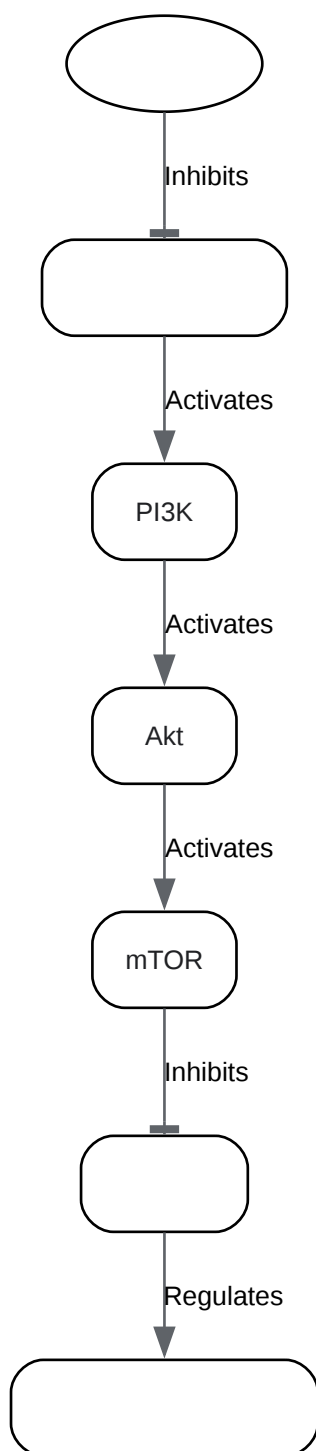 Inhibits
Activates
PI3K
Activates
Akt
Activates
mTOR
Inhibits
Regulates